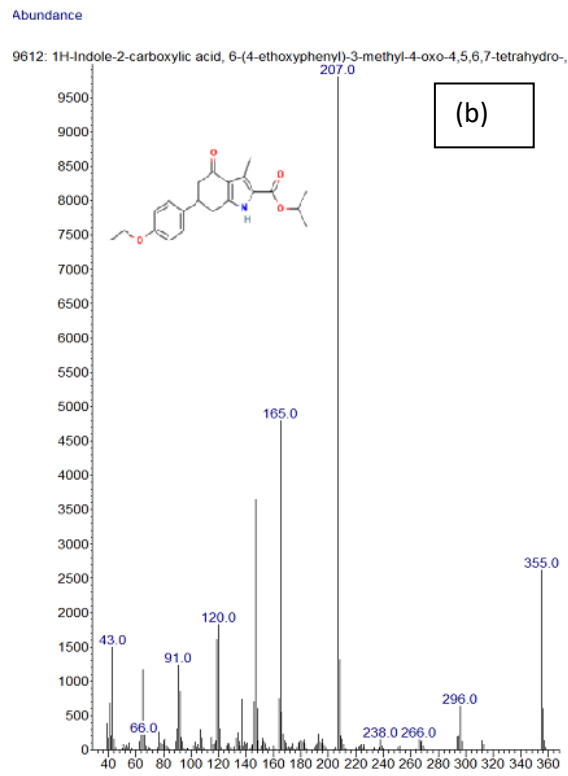 Abundance
9612: 1H-Indole-2-carboxylic acid, 6-(4-ethoxyphenyl)-3-methyl-4-oxo-4,5,6,7-tetrahydro-,
207.0
(b)
9500
9000
8500
8000
7500
7000
6500
6000
5500
5000
4500
4000
3500
3000
2500
2000
1500
1000
500
0
O
O
O
N
H
O
165.0
355.0
120.0
43.0
91.0
296.0
66.0
238.0 266.0
40 60 80 100 120 140 160 180 200 220 240 260 280 300 320 340 360